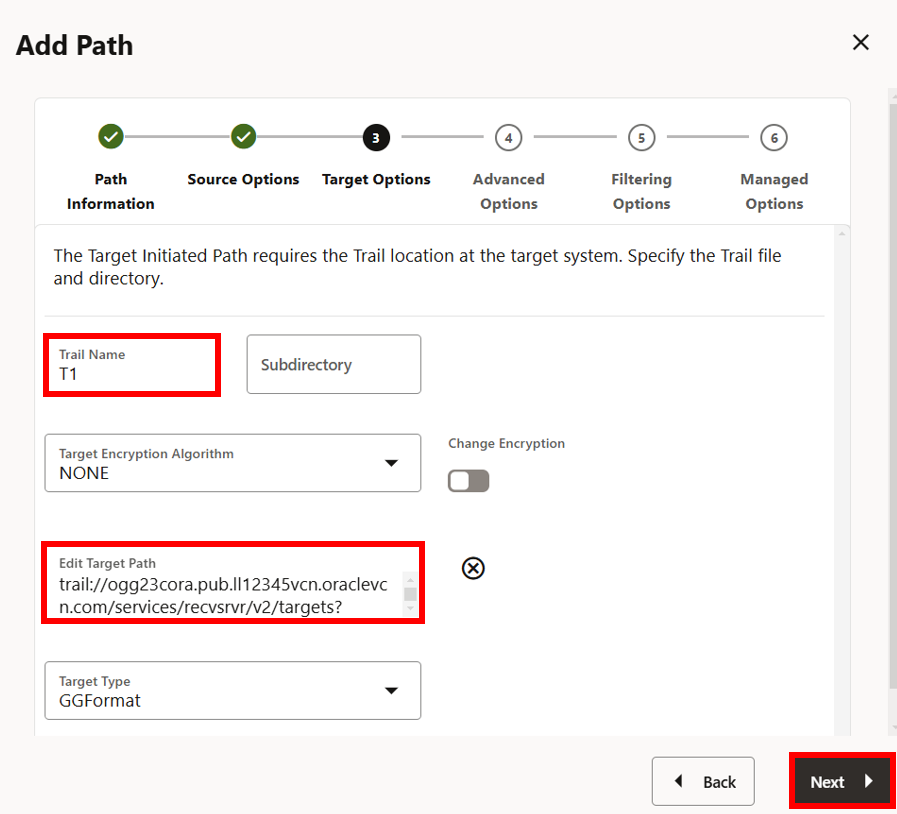 Add Path
3
4
5
6
Path
Information
Source Options
Target Options
Advanced
Options
Filtering
Options
Managed
Options
The Target Initiated Path requires the Trail location at the target system. Specify the Trail file
and directory.
Trail Name
T1
Subdirectory
Target Encryption Algorithm
NONE
Change Encryption
Edit Target Path
trail://ogg23cora.pub.ll12345vcn.oraclevc
n.com/services/recvsrvr/v2/targets?
Target Type
GGFormat
Back
Next